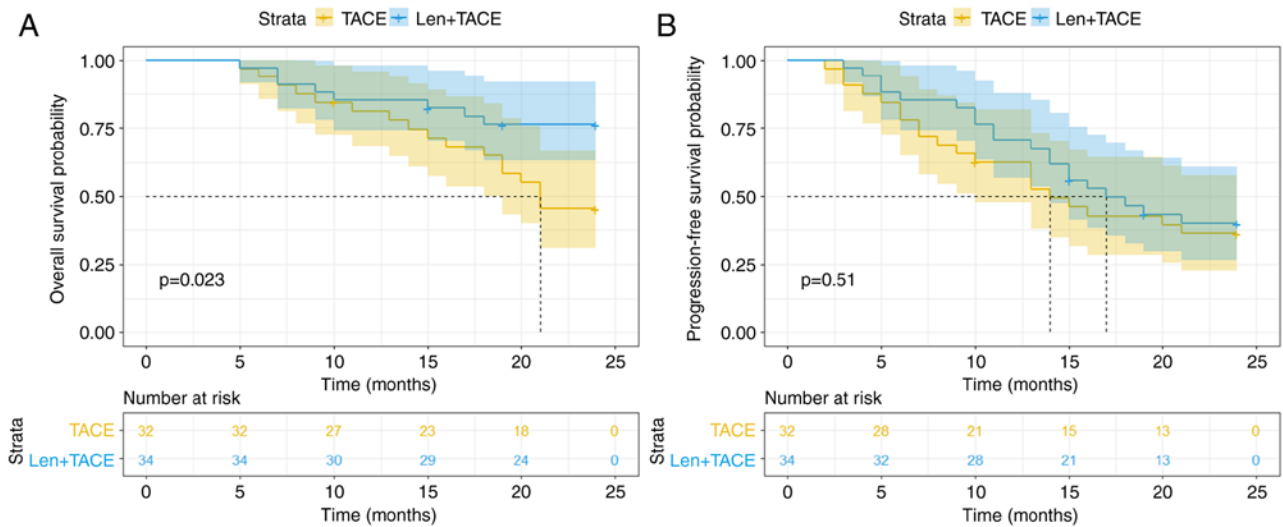 A
Strata TACE Len+TACE
Overall survival probability
1.00
0.75
0.50
0.25
0.00
p=0.023
0 5 10 15 20 25
Time (months)
Number at risk
Strata
TACE 32 32 27 23 18 0
Len+TACE 34 34 30 29 24 0
0 5 10 15 20 25
Time (months)
B
Strata TACE Len+TACE
Progression-free survival probability
1.00
0.75
0.50
0.25
0.00
p=0.51
0 5 10 15 20 25
Time (months)
Number at risk
Strata
TACE 32 28 21 15 13 0
Len+TACE 34 32 28 21 13 0
0 5 10 15 20 25
Time (months)